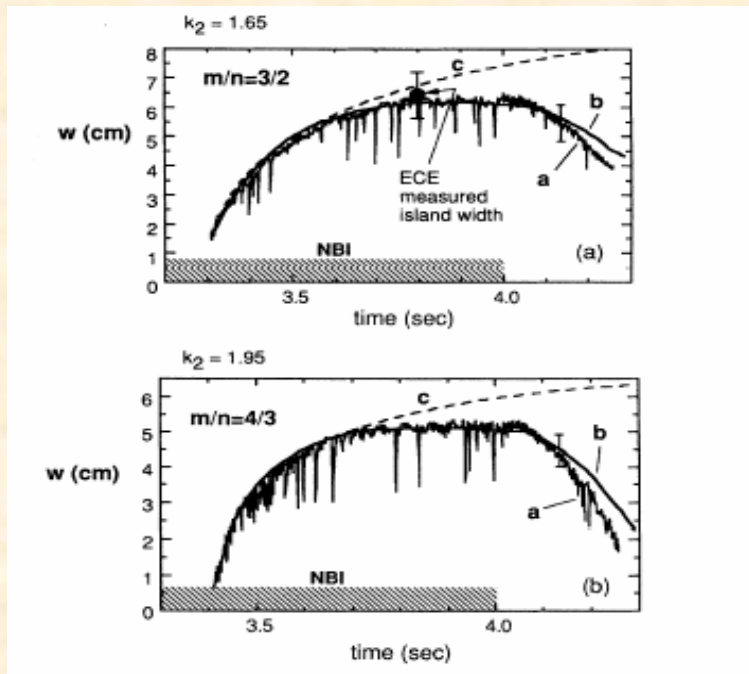 k2 = 1.65
8
7
6
5
4
3
2
1
0
w (cm)
m/n=3/2
c
b
a
ECE
measured
island width
NBI
(a)
3.5
4.0
time (sec)
k2 = 1.95
6
5
4
3
2
1
0
w (cm)
m/n=4/3
c
b
a
NBI
(b)
3.5
4.0
time (sec)